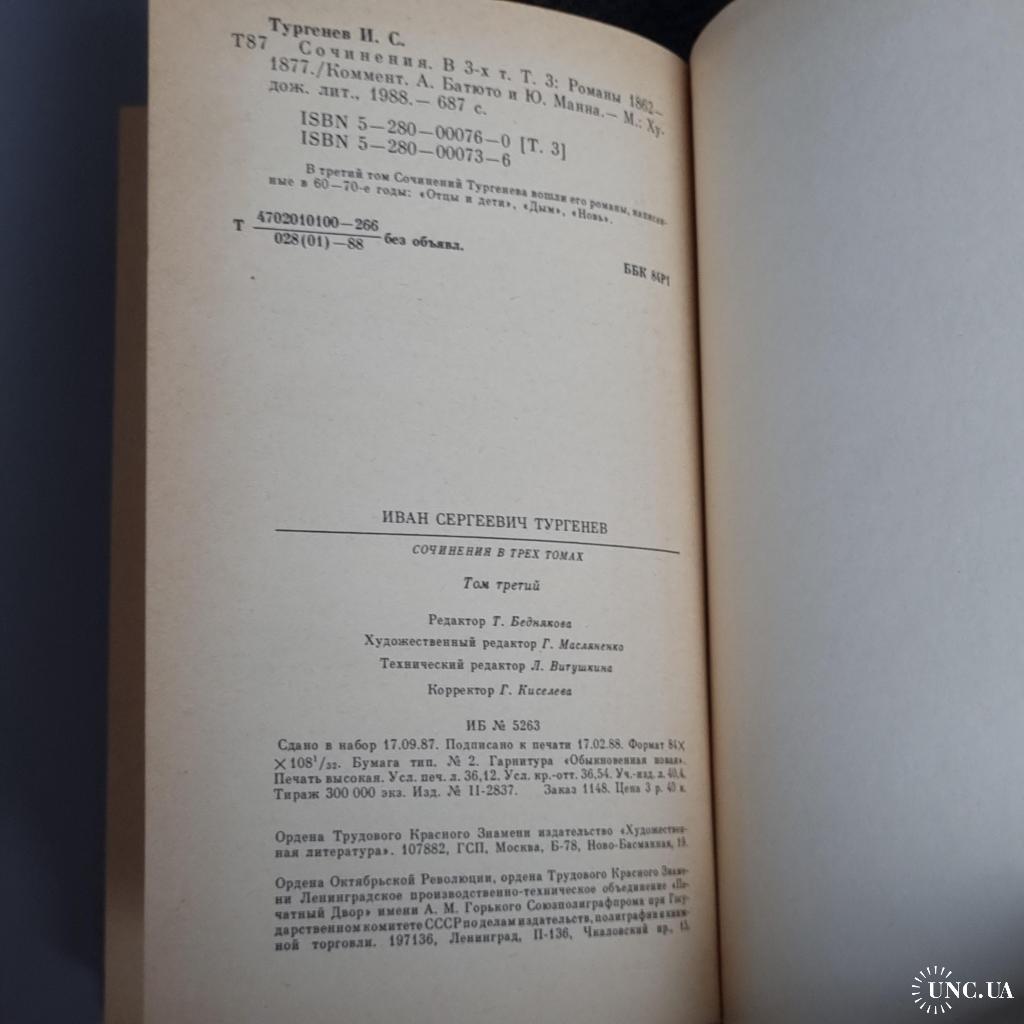 Тургенев И. С.
Т87 Сочинения. В 3-х т. Т. 3: Романы 1862—
1877./Коммент. А. Батюто и Ю. Манна.— М.: Ху-
дож. лит., 1988.— 687 с.
ISBN 5—280—00076—0 [Т. 3]
ISBN 5—280—00073—6
В третий том Сочинений Тургенева вошли его романы, написан-
ные в 60—70-е годы: «Отцы и дети», «Дым», «Новь».
Т 4702010100—266
028(01)—88 без объявл.
ББК 84Р1
ИВАН СЕРГЕЕВИЧ ТУРГЕНЕВ
СОЧИНЕНИЯ В ТРЕХ ТОМАХ
Том третий
Редактор Т. Беднякова
Художественный редактор Г. Масляненко
Технический редактор Л. Витушкина
Корректор Г. Киселева
ИБ № 5263
Сдано в набор 17.09.87. Подписано к печати 17.02.88. Формат 84×
×108¹/₃₂. Бумага тип. № 2. Гарнитура «Обыкновенная новая».
Печать высокая. Усл. печ. л. 36,12. Усл. кр.-отт. 36,54. Уч.-изд. л. 40,4.
Тираж 300 000 экз. Изд. № II-2837. Заказ 1148. Цена 3 р. 40 к.
Ордена Трудового Красного Знамени издательство «Художествен-
ная литература». 107882, ГСП, Москва, Б-78, Ново-Басманная, 19.
Ордена Октябрьской Революции, ордена Трудового Красного Знаме-
ни Ленинградское производственно-техническое объединение «Пе-
чатный Двор» имени А. М. Горького Союзполиграфпрома при Госу-
дарственном комитете СССР по делам издательств, полиграфии и книж-
ной торговли. 197136, Ленинград, П-136, Чкаловский пр., 15.
UNC.UA